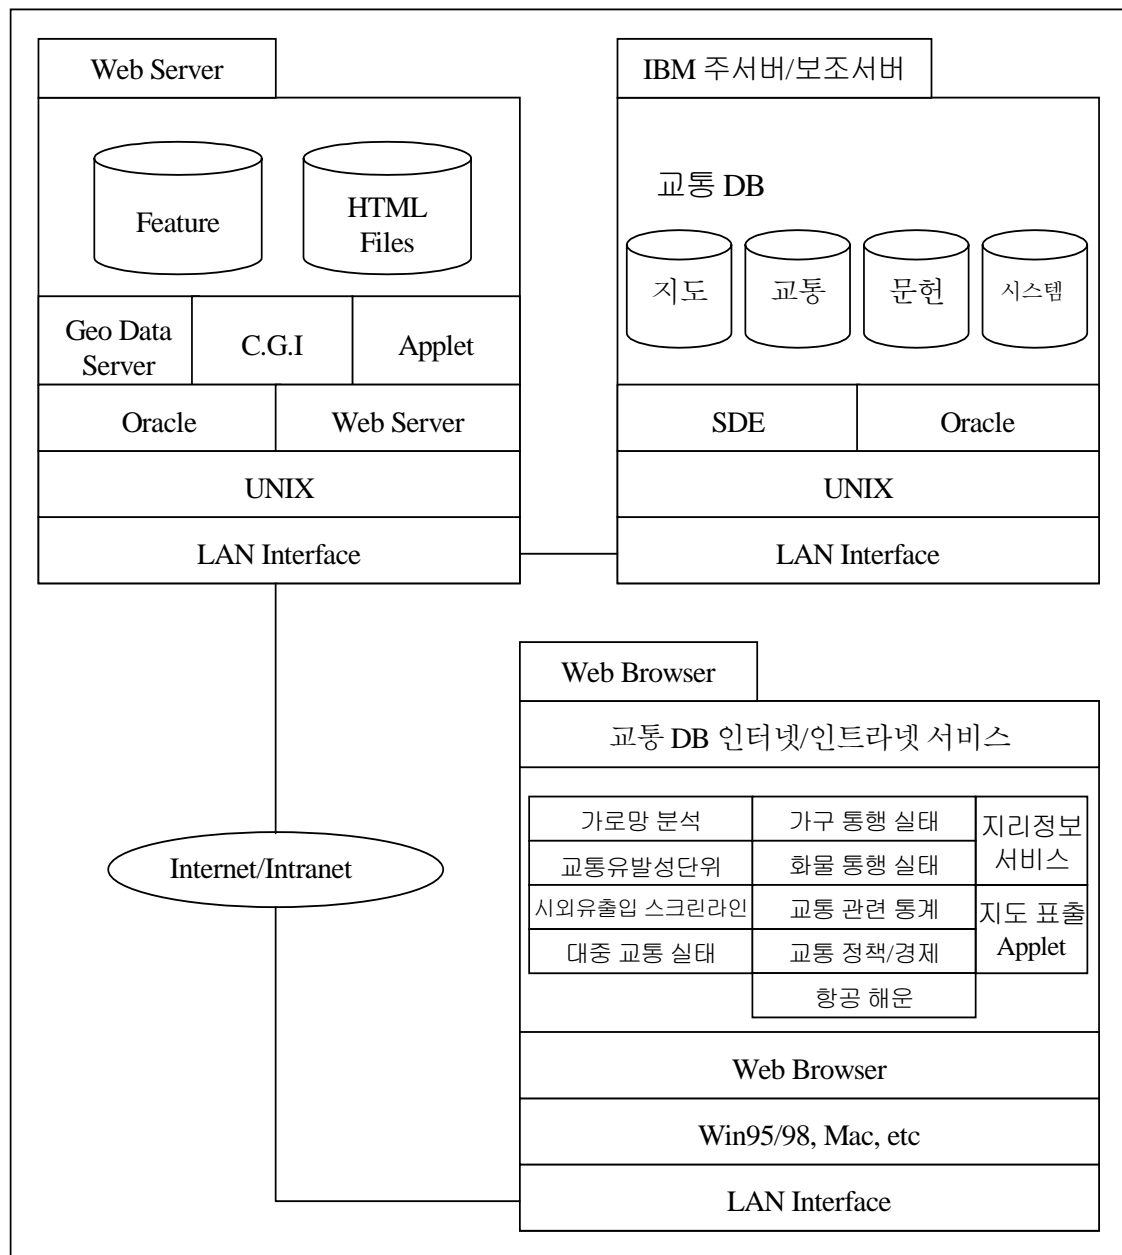 Web Server
Feature
HTML
Files
Geo Data
Server
C.G.I
Applet
Oracle
Web Server
UNIX
LAN Interface
IBM 주서버/보조서버
교통 DB
지도
교통
문헌
시스템
SDE
Oracle
UNIX
LAN Interface
Internet/Intranet
Web Browser
교통 DB 인터넷/인트라넷 서비스
가로망 분석
가구 통행 실태
지리정보
서비스
교통유발성단위
화물 통행 실태
시외유출입 스크린라인
교통 관련 통계
지도 표출
Applet
대중 교통 실태
교통 정책/경제
항공 해운
Web Browser
Win95/98, Mac, etc
LAN Interface